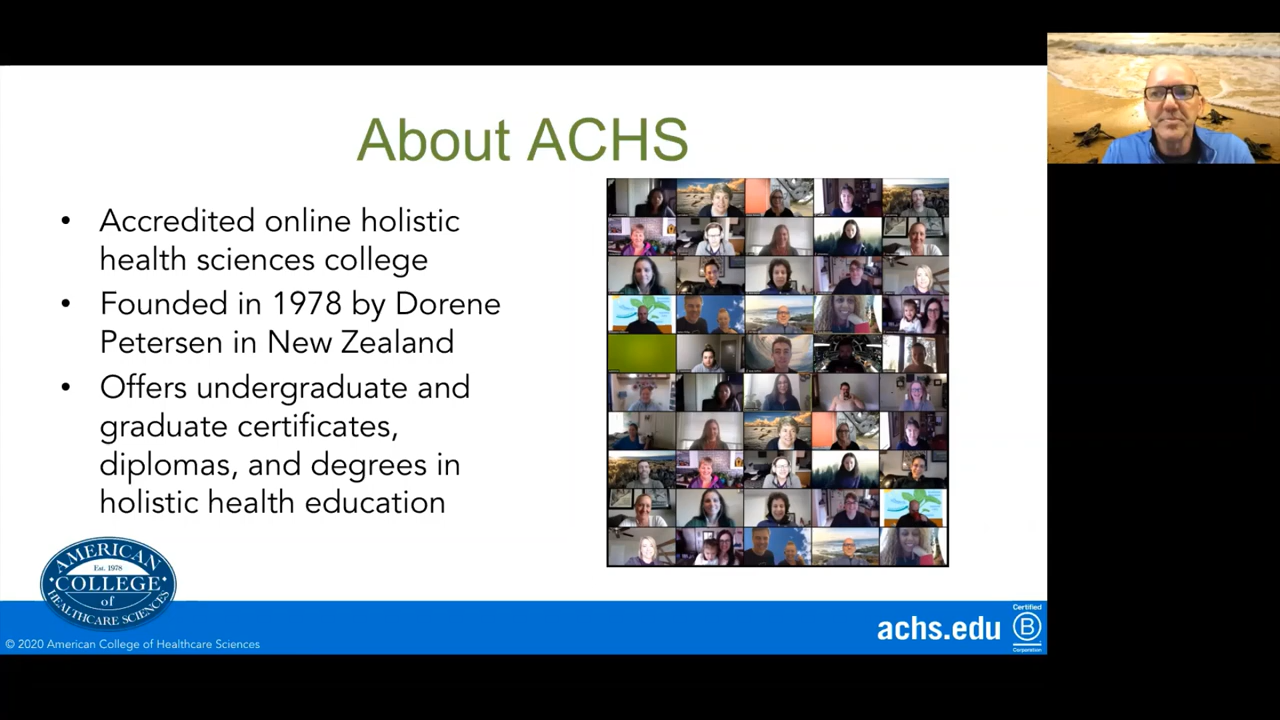 About ACHS
• Accredited online holistic
health sciences college
• Founded in 1978 by Dorene
Petersen in New Zealand
• Offers undergraduate and
graduate certificates,
diplomas, and degrees in
holistic health education
AMERICAN
Est. 1978
COLLEGE
of
HEALTHCARE SCIENCES
© 2020 American College of Healthcare Sciences
achs.edu
Certified
B
Corporation